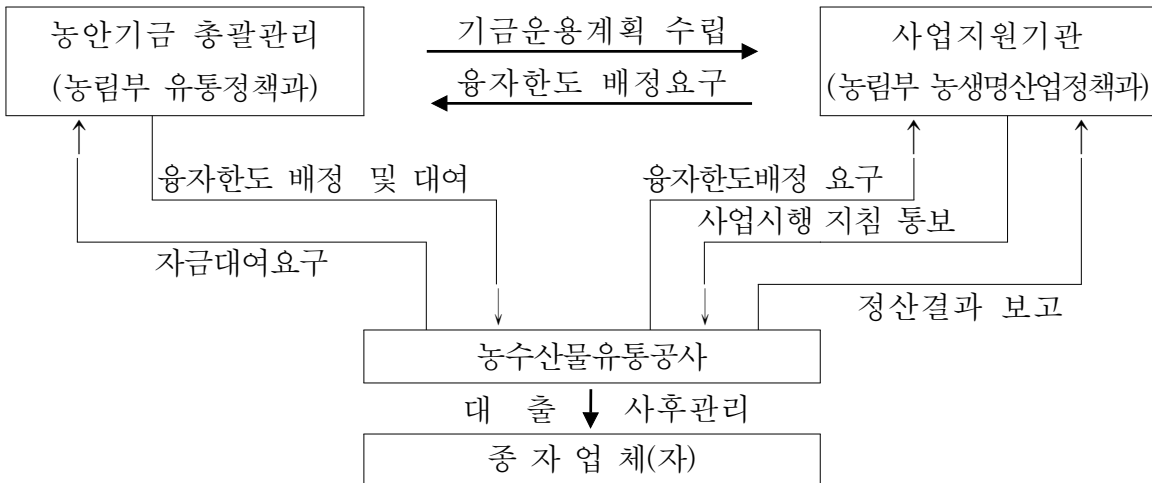 농안기금 총괄관리
(농림부 유통정책과)
기금운용계획 수립
융자한도 배정요구
사업지원기관
(농림부 농생명산업정책과)
융자한도 배정 및 대여
융자한도배정 요구
사업시행 지침 통보
자금대여요구
정산결과 보고
농수산물유통공사
대 출 사후관리
종 자 업 체(자)